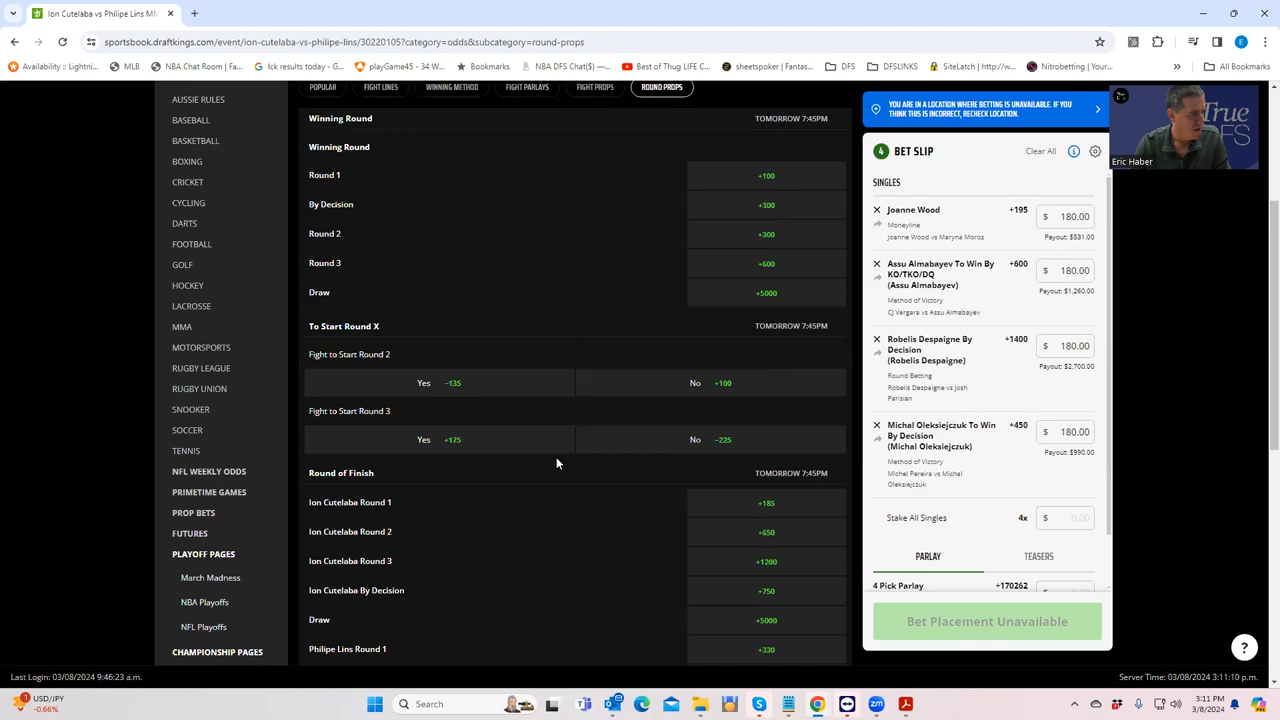 Ion Cutelaba vs Philipe Lins MM
sportsbook.draftkings.com/event/ion-cutelaba-vs-philipe-lins/30220105?category=odds&subcategory=round-props
Availability :: Lightni...
MLB
NBA Chat Room ( Fa...
Ick results today - G...
playGame45 - 34 W...
Bookmarks
NBA DFS Chat($) —...
Best of Thug LIFE C...
sheetspoker | Share...
DFS
DFSLINKS
SiteLatch | http://w...
Nitrobetting | Your...
All Bookmarks
POPULAR
FIGHT LINES
WINNING METHOD
FIGHT PARLAYS
FIGHT PROPS
ROUND PROPS
AUSSIE RULES
BASEBALL
BASKETBALL
BOXING
CRICKET
CYCLING
DARTS
FOOTBALL
GOLF
HOCKEY
LACROSSE
MMA
MOTORSPORTS
RUGBY LEAGUE
RUGBY UNION
SNOOKER
SOCCER
TENNIS
NFL WEEKLY ODDS
PRIMETIME GAMES
PROP BETS
FUTURES
PLAYOFF PAGES
March Madness
NBA Playoffs
NFL Playoffs
CHAMPIONSHIP PAGES
Winning Round TOMORROW 7:45PM
Winning Round
Round 1 +100
By Decision +300
Round 2 +300
Round 3 +600
Draw +5000
To Start Round X TOMORROW 7:45PM
Fight to Start Round 2
Yes −135 No +100
Fight to Start Round 3
Yes +175 No −225
Round of Finish TOMORROW 7:45PM
Ion Cutelaba Round 1 +185
Ion Cutelaba Round 2 +650
Ion Cutelaba Round 3 +1200
Ion Cutelaba By Decision +750
Draw +5000
Philipe Lins Round 1 +330
YOU ARE IN A LOCATION WHERE BETTING IS UNAVAILABLE. IF YOU
THINK THIS IS INCORRECT, RECHECK LOCATION.
4 BET SLIP Clear All
SINGLES
Joanne Wood +195 $ 180.00
Moneyline
Joanne Wood vs Maryna Moroz Payout: $531.00
Assu Almabayev To Win By +600 $ 180.00
KO/TKO/DQ
(Assu Almabayev) Payout: $1,260.00
Method of Victory
CJ Vergara vs Assu Almabayev
Robelis Despaigne By +1400 $ 180.00
Decision
(Robelis Despaigne) Payout: $2,700.00
Round Betting
Robelis Despaigne vs Josh
Parisian
Michal Oleksiejczuk To Win +450 $ 180.00
By Decision
(Michal Oleksiejczuk) Payout: $990.00
Method of Victory
Michel Pereira vs Michal
Oleksiejczuk
Stake All Singles 4x $ 0.00
PARLAY TEASERS
4 Pick Parlay +170262
Bet Placement Unavailable
True
Eric Haber
Last Login: 03/08/2024 9:46:23 a.m.
Server Time: 03/08/2024 3:11:10 p.m.
USD/JPY
-0.66%
Search
3:11 PM
3/8/2024